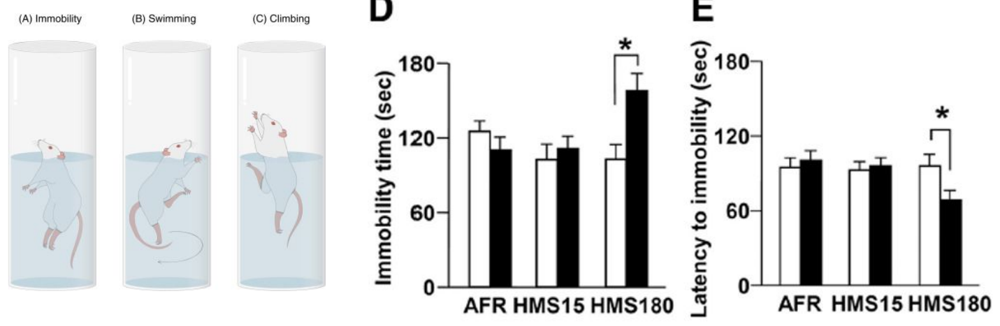 (A) Immobility
(B) Swimming
(C) Climbing
D
Immobility time (sec)
180
120
60
0
*
AFR HMS15 HMS180
E
Latency to immobility (sec)
180
120
60
0
*
AFR HMS15 HMS180